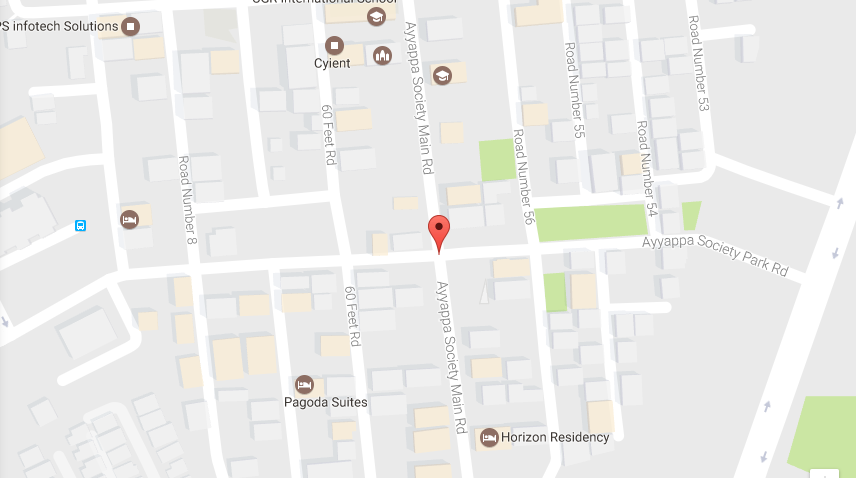 International School
PS infotech Solutions
Cyient
Ayyappa Society Main Rd
Road Number 53
Road Number 55
60 Feet Rd
Road Number 54
Road Number 56
Road Number 8
Ayyappa Society Park Rd
60 Feet Rd
Ayyappa Society Main Rd
Pagoda Suites
Horizon Residency